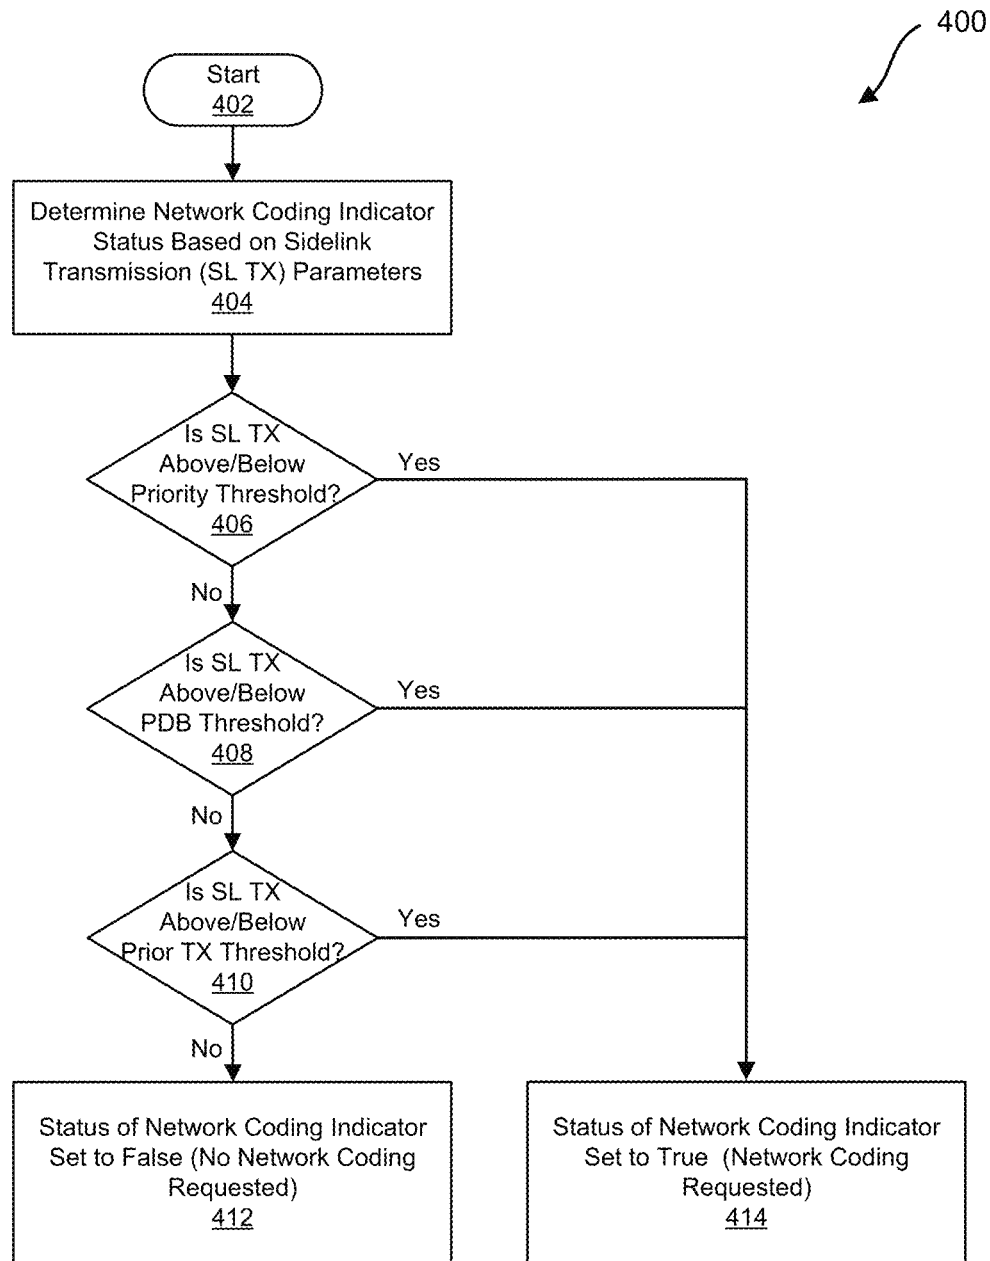 400
Start
402
Determine Network Coding Indicator
Status Based on Sidelink
Transmission (SL TX) Parameters
404
Is SL TX
Above/Below
Priority Threshold?
406
Yes
No
Is SL TX
Above/Below
PDB Threshold?
408
Yes
No
Is SL TX
Above/Below
Prior TX Threshold?
410
Yes
No
Status of Network Coding Indicator
Set to False (No Network Coding
Requested)
412
Status of Network Coding Indicator
Set to True (Network Coding
Requested)
414